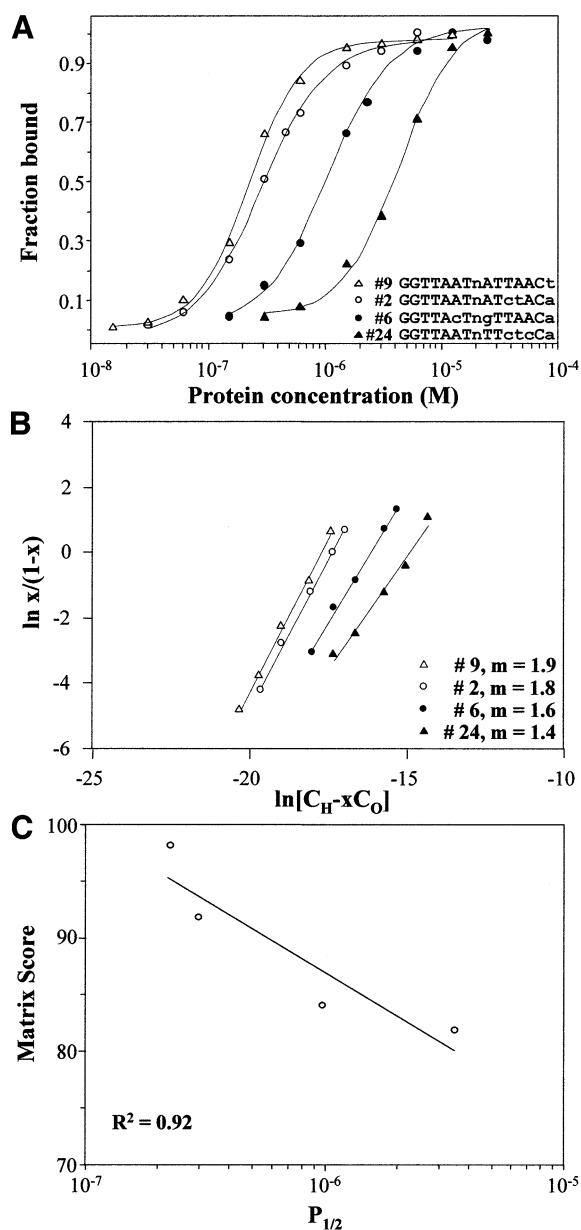 A
Fraction bound
0.9
0.7
0.5
0.3
0.1
△ #9 GGTTAATnATTAACt
○ #2 GGTTAATnATctACa
● #6 GGTTAcTngTTAACa
▲ #24 GGTTAATnTTctcCa
10⁻⁸ 10⁻⁷ 10⁻⁶ 10⁻⁵ 10⁻⁴
Protein concentration (M)
B
ln x/(1-x)
4
2
0
-2
-4
-6
△ # 9, m = 1.9
○ # 2, m = 1.8
● # 6, m = 1.6
▲ # 24, m = 1.4
-25 -20 -15 -10
ln[C_H-xC_O]
C
Matrix Score
100
90
80
70
R² = 0.92
10⁻⁷ 10⁻⁶ 10⁻⁵
P₁/₂